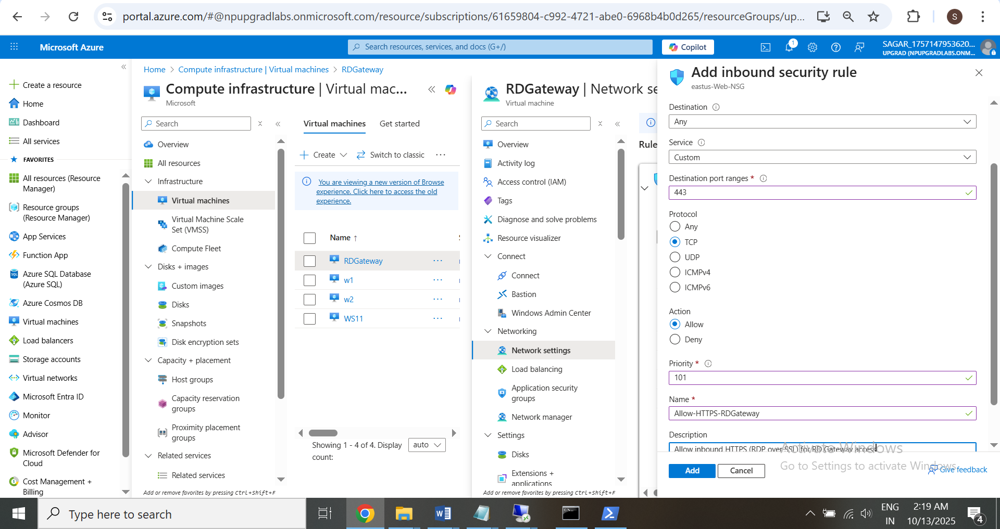 portal.azure.com/#@npupgradlabs.onmicrosoft.com/resource/subscriptions/61659804-c992-4721-abe0-6968b4b0d265/resourceGroups/up...
S
Microsoft Azure
Search resources, services, and docs (G+/)
Copilot
1
SAGAR_1757147953620...
UPGRAD (NPUPGRADLABS.ONM...
Create a resource
Home
Dashboard
All services
FAVORITES
All resources (Resource
Manager)
Resource groups
(Resource Manager)
App Services
Function App
Azure SQL Database
(Azure SQL)
Azure Cosmos DB
Virtual machines
Load balancers
Storage accounts
Virtual networks
Microsoft Entra ID
Monitor
Advisor
Microsoft Defender for
Cloud
Cost Management +
Billing
Home > Compute infrastructure | Virtual machines > RDGateway
Compute infrastructure | Virtual mac...
Microsoft
Search
Overview
All resources
Infrastructure
Virtual machines
Virtual Machine Scale
Set (VMSS)
Compute Fleet
Disks + images
Custom images
Disks
Snapshots
Disk encryption sets
Capacity + placement
Host groups
Capacity reservation
groups
Proximity placement
groups
Related services
Related services
Add or remove favorites by pressing Ctrl+Shift+F
Virtual machines
Get started
Create
Switch to classic
You are viewing a new version of Browse
experience. Click here to access the old
experience.
Name ↑
RDGateway
w1
w2
WS11
Showing 1 - 4 of 4. Display
count:
auto
RDGateway | Network se
Virtual machine
Search
Overview
Activity log
Access control (IAM)
Tags
Diagnose and solve problems
Resource visualizer
Connect
Connect
Bastion
Windows Admin Center
Networking
Network settings
Load balancing
Application security
groups
Network manager
Settings
Disks
Extensions +
applications
Add or remove favorites by pressing Ctrl+Shift+F
Rule
Add inbound security rule
eastus-Web-NSG
Destination
Any
Service
Custom
Destination port ranges *
443
Protocol
Any
TCP
UDP
ICMPv4
ICMPv6
Action
Allow
Deny
Priority *
101
Name *
Allow-HTTPS-RDGateway
Description
Allow inbound HTTPS (RDP over SSL) for RD Gateway access
Add
Cancel
Give feedback
Activate Windows
Go to Settings to activate Windows.
Type here to search
ENG
IN
2:19 AM
10/13/2025
4